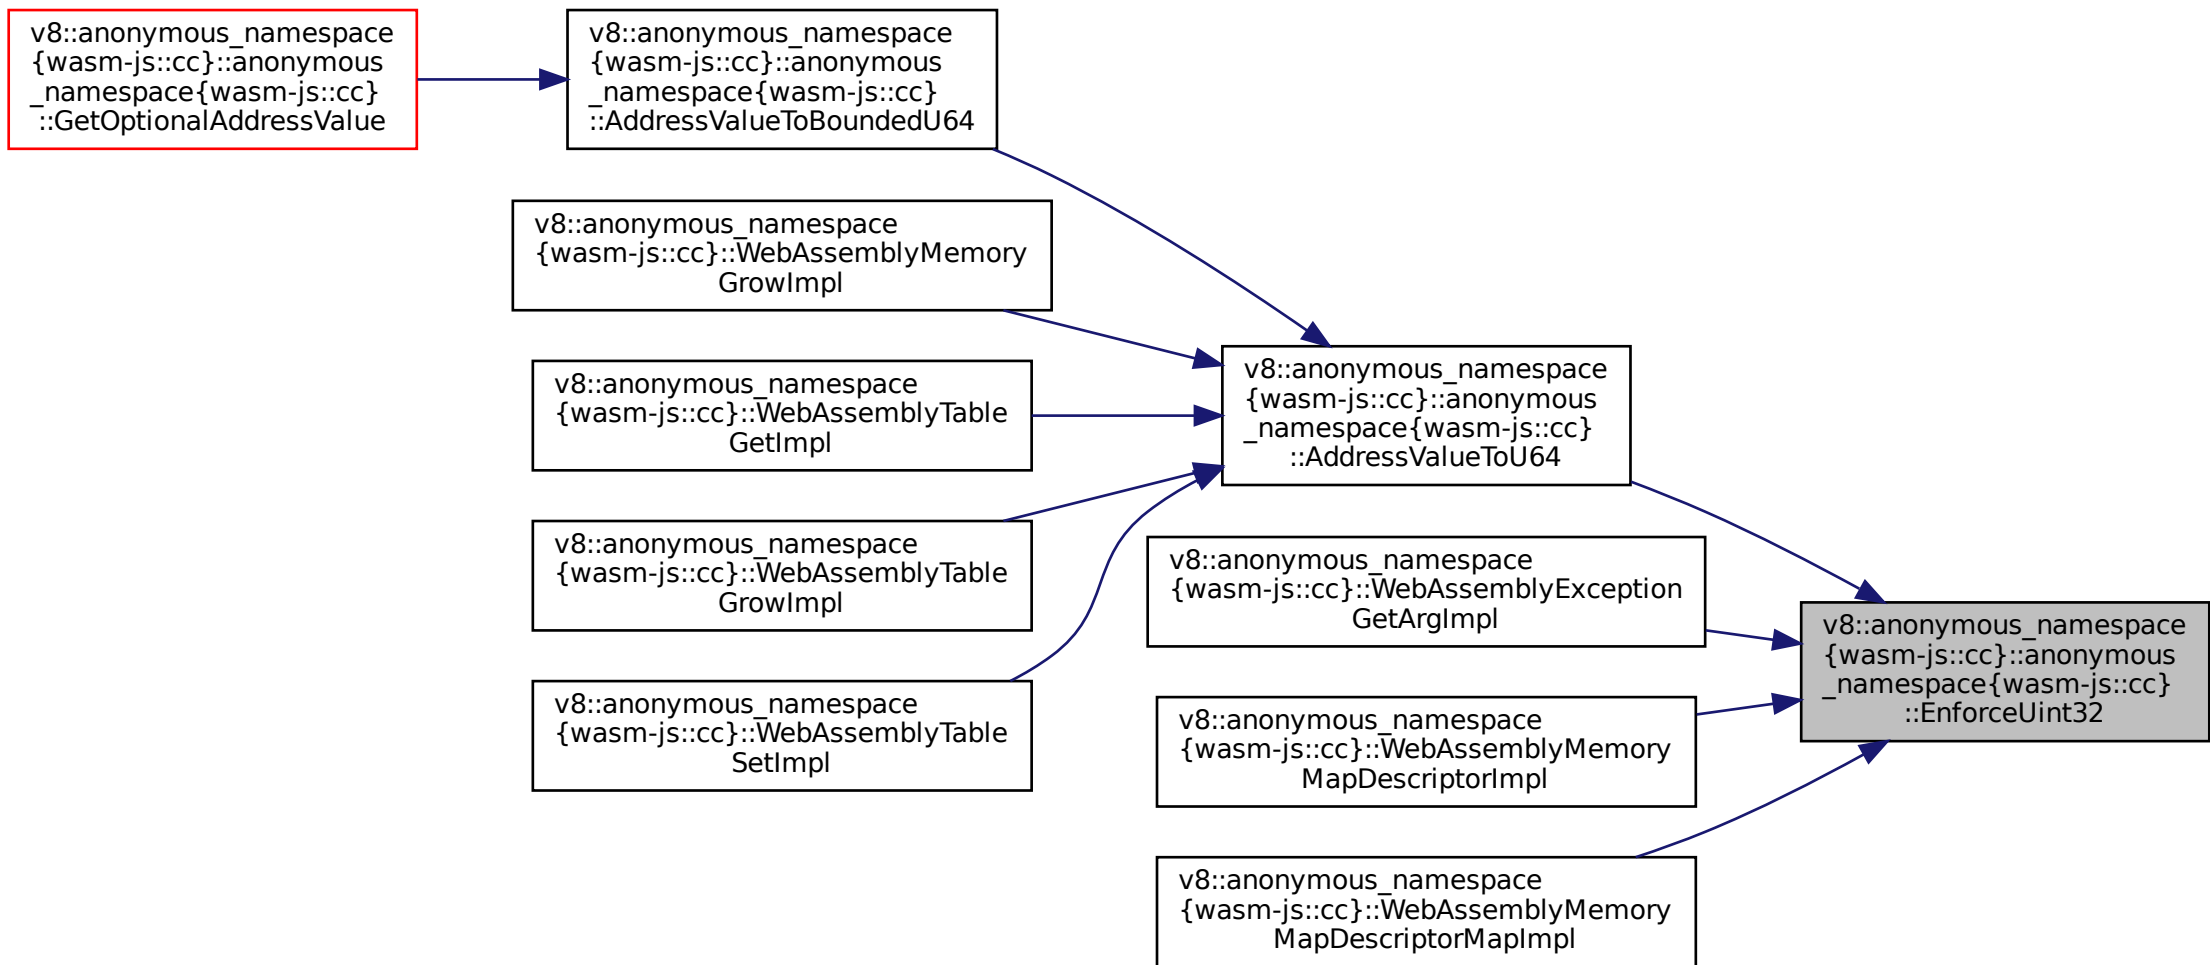 v8::anonymous_namespace
{wasm-js::cc}::anonymous
_namespace{wasm-js::cc}
::GetOptionalAddressValue
v8::anonymous_namespace
{wasm-js::cc}::anonymous
_namespace{wasm-js::cc}
::AddressValueToBoundedU64
v8::anonymous_namespace
{wasm-js::cc}::WebAssemblyMemory
GrowImpl
v8::anonymous_namespace
{wasm-js::cc}::WebAssemblyTable
GetImpl
v8::anonymous_namespace
{wasm-js::cc}::WebAssemblyTable
GrowImpl
v8::anonymous_namespace
{wasm-js::cc}::WebAssemblyTable
SetImpl
v8::anonymous_namespace
{wasm-js::cc}::anonymous
_namespace{wasm-js::cc}
::AddressValueToU64
v8::anonymous_namespace
{wasm-js::cc}::WebAssemblyException
GetArgImpl
v8::anonymous_namespace
{wasm-js::cc}::WebAssemblyMemory
MapDescriptorImpl
v8::anonymous_namespace
{wasm-js::cc}::WebAssemblyMemory
MapDescriptorMapImpl
v8::anonymous_namespace
{wasm-js::cc}::anonymous
_namespace{wasm-js::cc}
::EnforceUint32